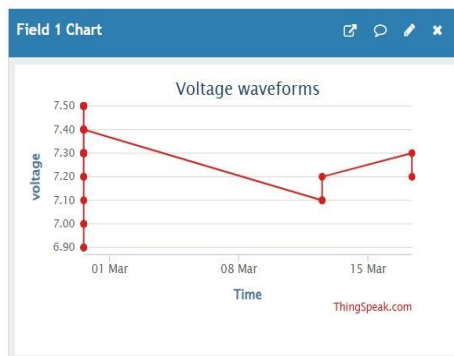 Field 1 Chart
Voltage waveforms
7.50
7.40
7.30
7.20
7.10
7.00
6.90
voltage
01 Mar 08 Mar 15 Mar
Time
ThingSpeak.com